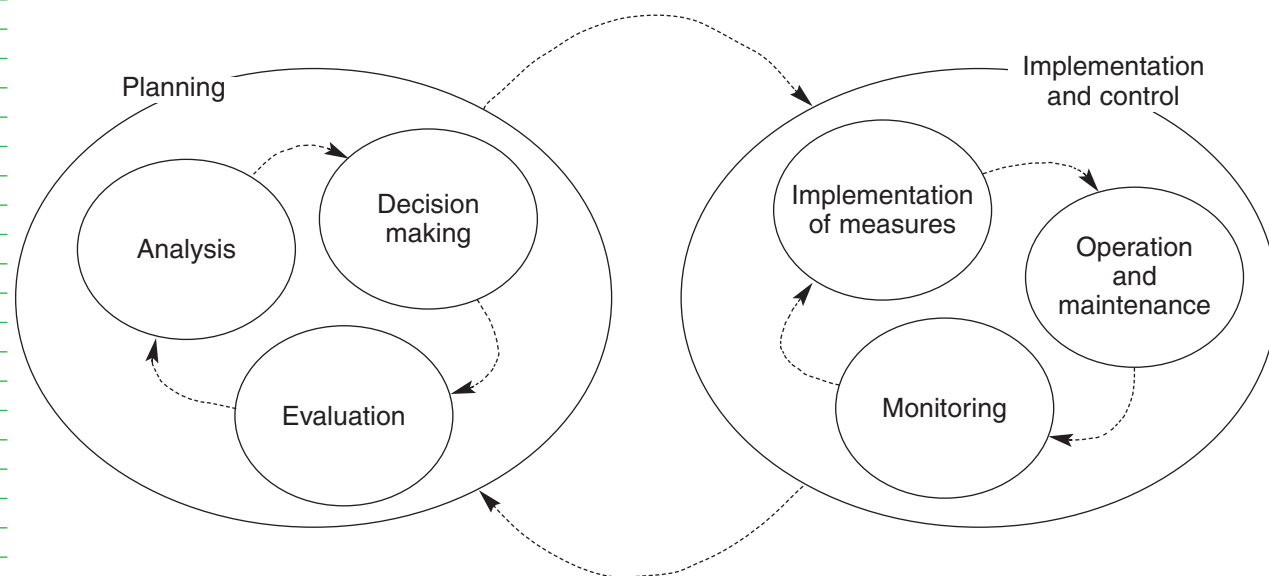 Planning
Analysis
Decision
making
Evaluation
Implementation
and control
Implementation
of measures
Operation
and
maintenance
Monitoring